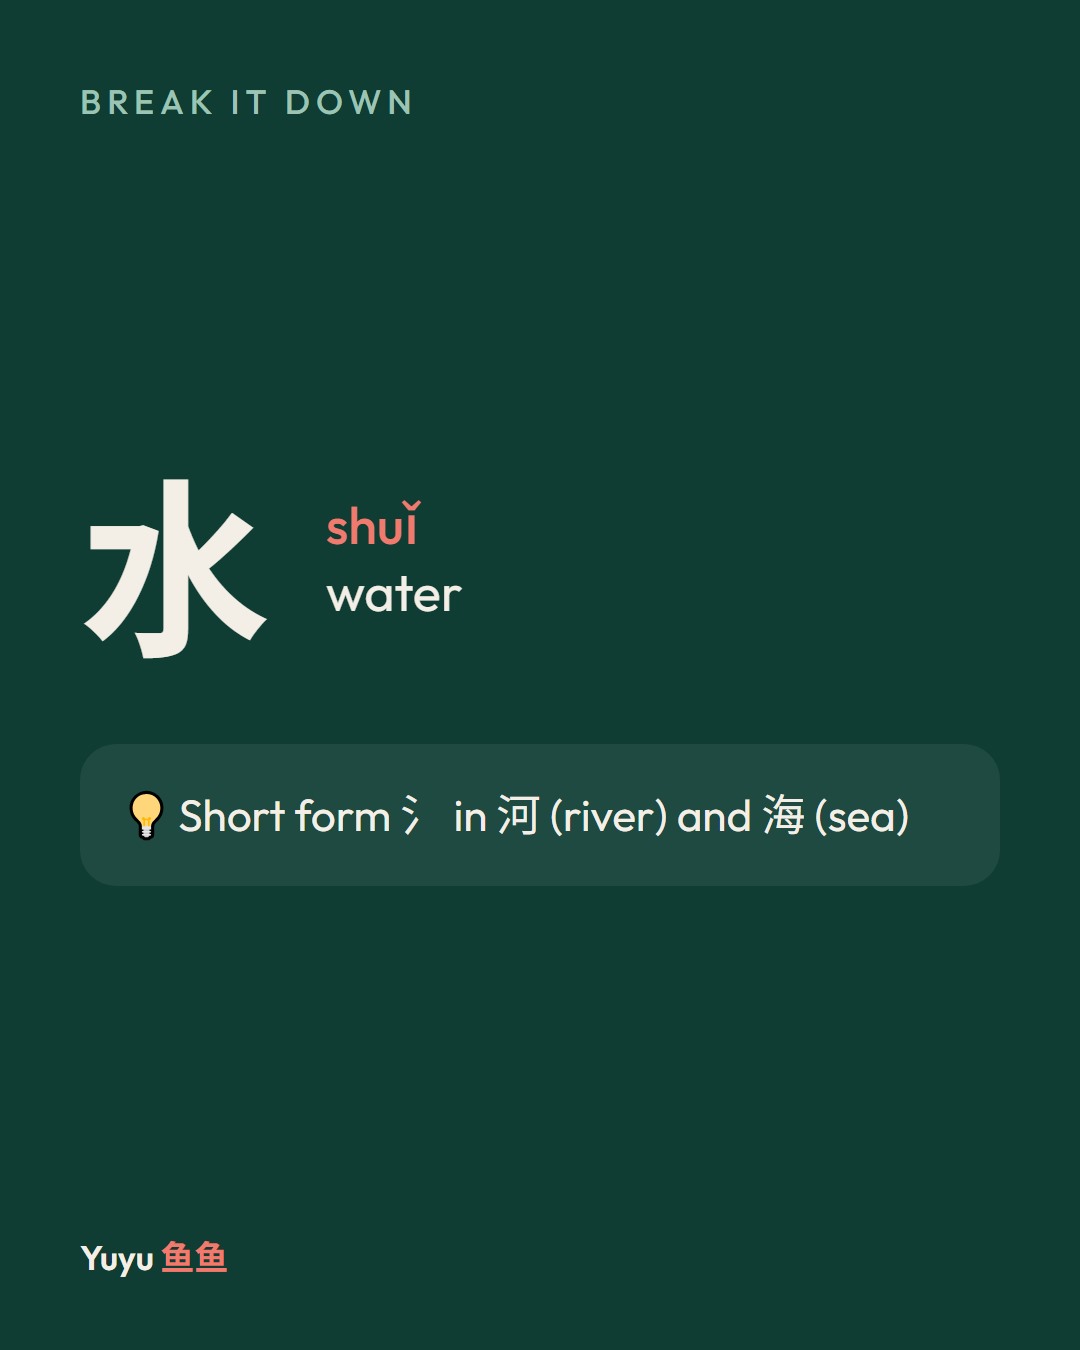 BREAK IT DOWN
水
shuǐ
water
💡 Short form 氵 in 河 (river) and 海 (sea)
Yuyu 鱼鱼